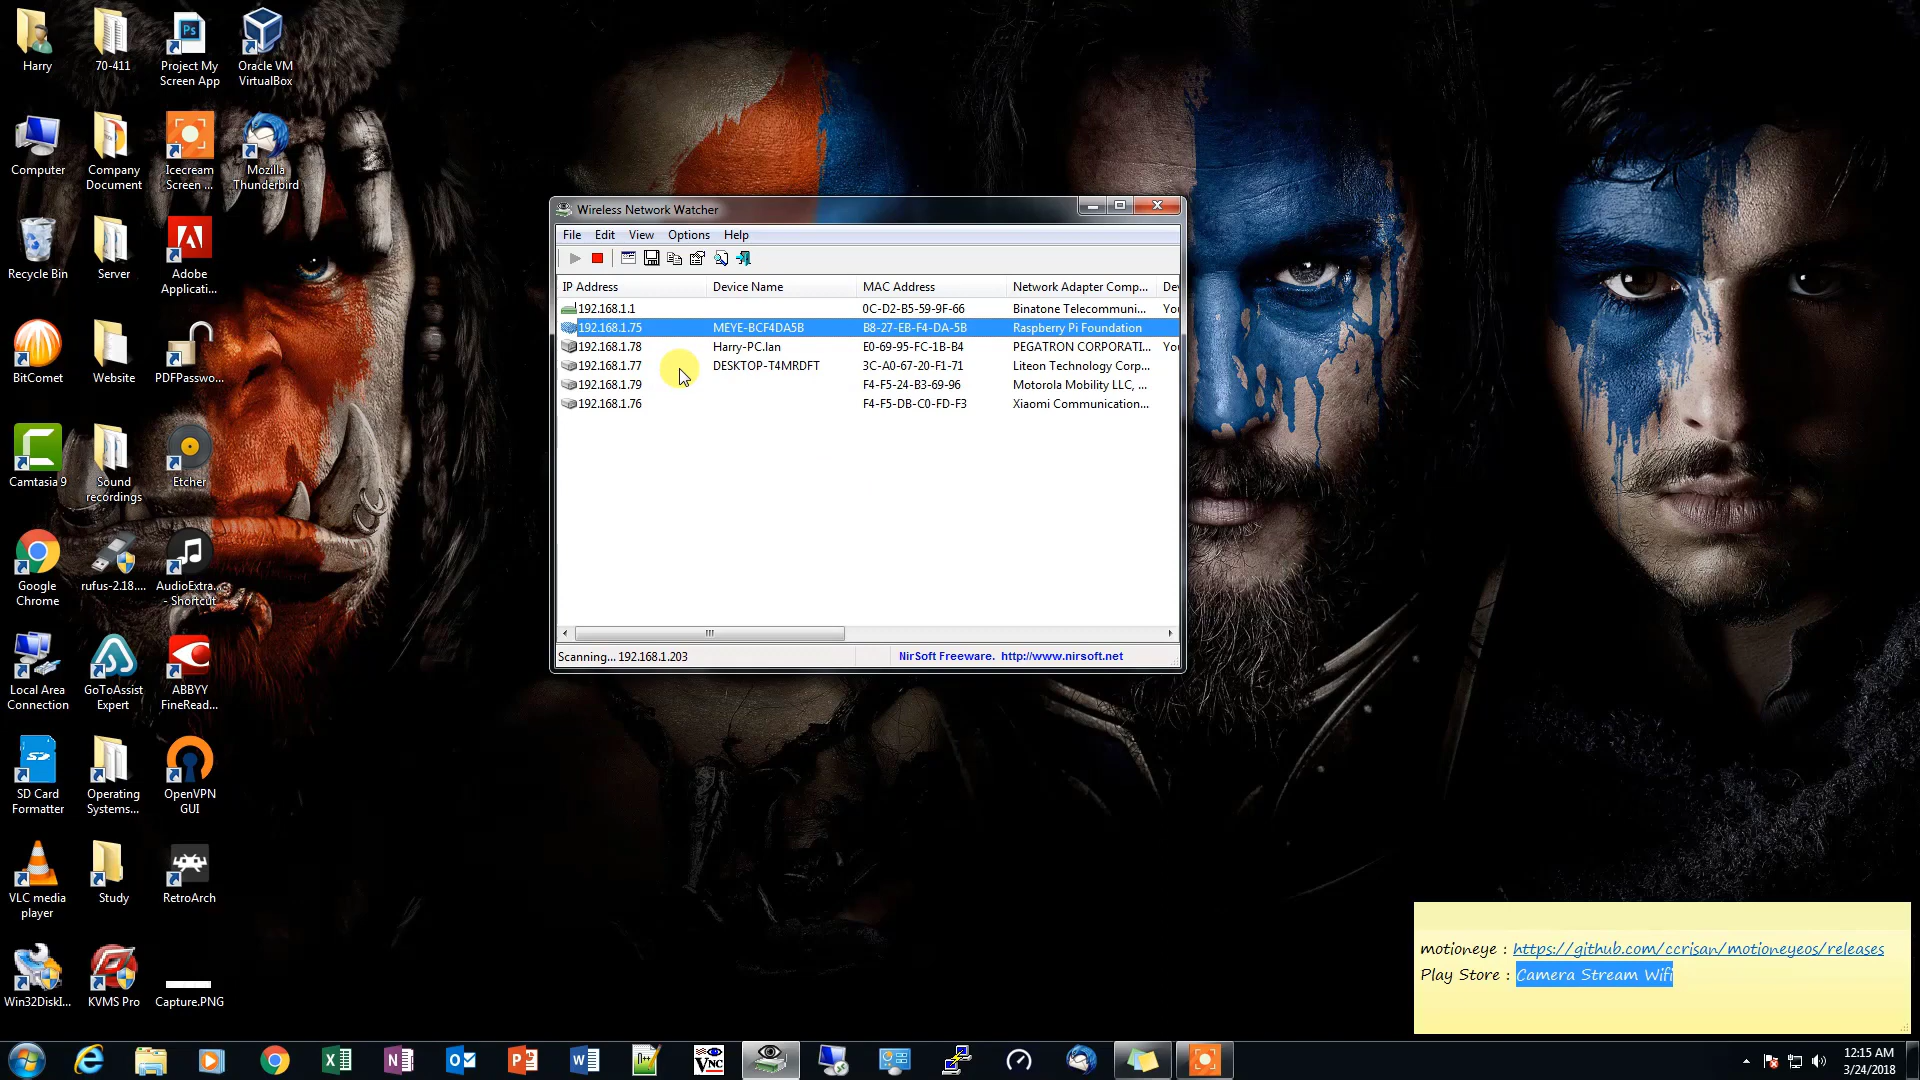 Harry
70-411
Project My
Screen App
Oracle VM
VirtualBox
Computer
Company
Document
Icecream
Screen ...
Mozilla
Thunderbird
Recycle Bin
Server
Adobe
Applicati...
BitComet
Website
PDFPasswo...
Camtasia 9
Sound
recordings
Etcher
Google
Chrome
rufus-2.18....
AudioExtra...
- Shortcut
Local Area
Connection
GoToAssist
Expert
ABBYY
FineRead...
SD Card
Formatter
Operating
Systems...
OpenVPN
GUI
VLC media
player
Study
RetroArch
Win32DiskI...
KVMS Pro
Capture.PNG
Wireless Network Watcher
File Edit View Options Help
IP Address Device Name MAC Address Network Adapter Comp... Dev
192.168.1.1 0C-D2-B5-59-9F-66 Binatone Telecommuni... You
192.168.1.75 MEYE-BCF4DA5B B8-27-EB-F4-DA-5B Raspberry Pi Foundation
192.168.1.78 Harry-PC.lan E0-69-95-FC-1B-B4 PEGATRON CORPORATI... You
192.168.1.77 DESKTOP-T4MRDFT 3C-A0-67-20-F1-71 Liteon Technology Corp...
192.168.1.79 F4-F5-24-B3-69-96 Motorola Mobility LLC, ...
192.168.1.76 F4-F5-DB-C0-FD-F3 Xiaomi Communication...
Scanning... 192.168.1.203
NirSoft Freeware. http://www.nirsoft.net
motioneye : https://github.com/ccrisan/motioneyeos/releases
Play Store : Camera Stream Wifi
12:15 AM
3/24/2018